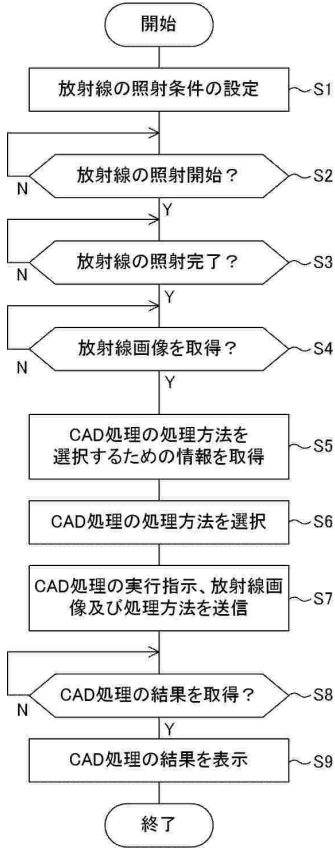 開始
放射線の照射条件の設定
S1
放射線の照射開始？
S2
N
Y
放射線の照射完了？
S3
N
Y
放射線画像を取得？
S4
N
Y
CAD処理の処理方法を
選択するための情報を取得
S5
CAD処理の処理方法を選択
S6
CAD処理の実行指示、放射線画
像及び処理方法を送信
S7
CAD処理の結果を取得？
S8
N
Y
CAD処理の結果を表示
S9
終了